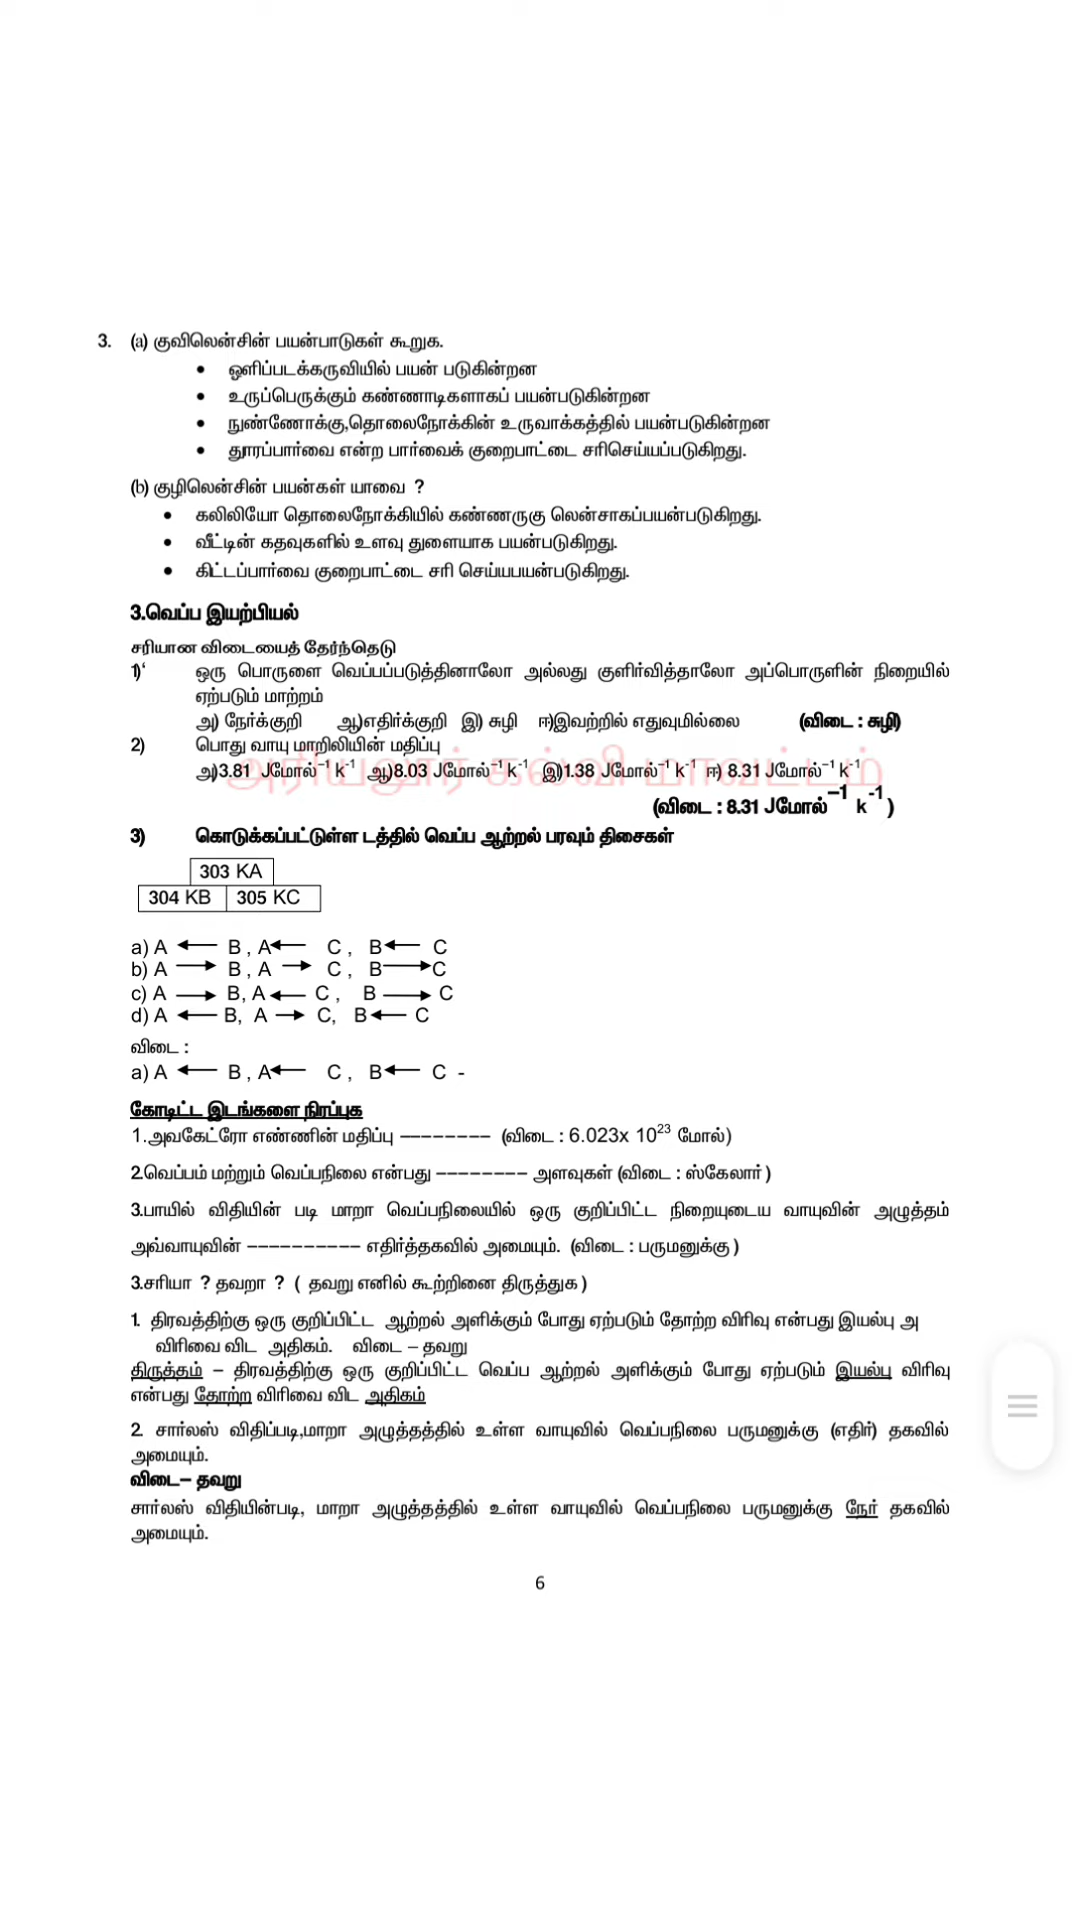 3. (a) குவிலென்சின் பயன்பாடுகள் கூறுக.
• ஒளிப்படக்கருவியில் பயன் படுகின்றன
• உருப்பெருக்கும் கண்ணாடிகளாகப் பயன்படுகின்றன
• நுண்ணோக்கு,தொலைநோக்கின் உருவாக்கத்தில் பயன்படுகின்றன
• தூரப்பார்வை என்ற பார்வைக் குறைபாட்டை சரிசெய்யப்படுகிறது.
(b) குழிலென்சின் பயன்கள் யாவை ?
• கலிலியோ தொலைநோக்கியில் கண்ணருகு லென்சாகப்பயன்படுகிறது.
• வீட்டின் கதவுகளில் உளவு துளையாக பயன்படுகிறது.
• கிட்டப்பார்வை குறைபாட்டை சரி செய்யபயன்படுகிறது.
3.வெப்ப இயற்பியல்
சரியான விடையைத் தேர்ந்தெடு
1)‘ ஒரு பொருளை வெப்பப்படுத்தினாலோ அல்லது குளிர்வித்தாலோ அப்பொருளின் நிறையில்
ஏற்படும் மாற்றம்
அ) நேர்க்குறி ஆ)எதிர்க்குறி இ) சுழி ஈ)இவற்றில் எதுவுமில்லை (விடை : சுழி)
2) பொது வாயு மாறிலியின் மதிப்பு
அ)3.81 Jமோல்⁻¹ k⁻¹ ஆ)8.03 Jமோல்⁻¹ k⁻¹ இ)1.38 Jமோல்⁻¹ k⁻¹ ஈ) 8.31 Jமோல்⁻¹ k⁻¹
அரியலூர் கல்வி மாவட்டம்
(விடை : 8.31 Jமோல்⁻¹ k⁻¹ )
3) கொடுக்கப்பட்டுள்ள டத்தில் வெப்ப ஆற்றல் பரவும் திசைகள்
303 KA
304 KB 305 KC
a) A ← B , A← C , B← C
b) A → B , A → C , B→C
c) A → B, A ← C , B → C
d) A ← B, A → C, B← C
விடை :
a) A ← B , A← C , B← C -
கோடிட்ட இடங்களை நிரப்புக
1.அவகேட்ரோ எண்ணின் மதிப்பு –––––––– (விடை : 6.023x 10²³ மோல்)
2.வெப்பம் மற்றும் வெப்பநிலை என்பது –––––––– அளவுகள் (விடை : ஸ்கேலார் )
3.பாயில் விதியின் படி மாறா வெப்பநிலையில் ஒரு குறிப்பிட்ட நிறையுடைய வாயுவின் அழுத்தம்
அவ்வாயுவின் –––––––––– எதிர்த்தகவில் அமையும். (விடை : பருமனுக்கு )
3.சரியா ? தவறா ? ( தவறு எனில் கூற்றினை திருத்துக )
1. திரவத்திற்கு ஒரு குறிப்பிட்ட ஆற்றல் அளிக்கும் போது ஏற்படும் தோற்ற விரிவு என்பது இயல்பு அ
விரிவை விட அதிகம். விடை – தவறு
திருத்தம் – திரவத்திற்கு ஒரு குறிப்பிட்ட வெப்ப ஆற்றல் அளிக்கும் போது ஏற்படும் இயல்பு விரிவு
என்பது தோற்ற விரிவை விட அதிகம்
2. சார்லஸ் விதிப்படி,மாறா அழுத்தத்தில் உள்ள வாயுவில் வெப்பநிலை பருமனுக்கு (எதிர்) தகவில்
அமையும்.
விடை– தவறு
சார்லஸ் விதியின்படி, மாறா அழுத்தத்தில் உள்ள வாயுவில் வெப்பநிலை பருமனுக்கு நேர் தகவில்
அமையும்.
6